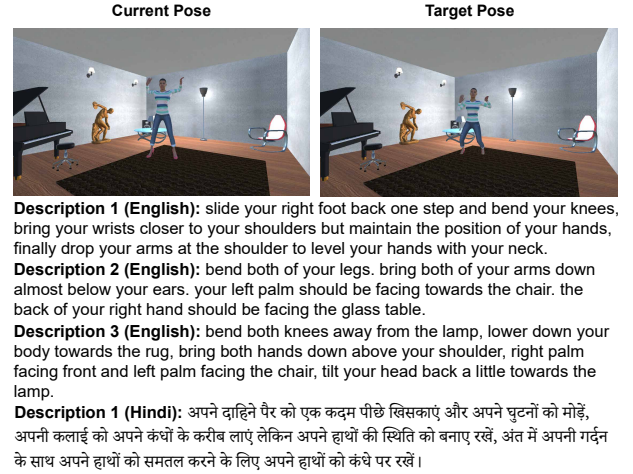 Current Pose
Target Pose
Description 1 (English): slide your right foot back one step and bend your knees,
bring your wrists closer to your shoulders but maintain the position of your hands,
finally drop your arms at the shoulder to level your hands with your neck.
Description 2 (English): bend both of your legs. bring both of your arms down
almost below your ears. your left palm should be facing towards the chair. the
back of your right hand should be facing the glass table.
Description 3 (English): bend both knees away from the lamp, lower down your
body towards the rug, bring both hands down above your shoulder, right palm
facing front and left palm facing the chair, tilt your head back a little towards the
lamp.
Description 1 (Hindi): अपने दाहिने पैर को एक कदम पीछे खिसकाएं और अपने घुटनों को मोड़ें,
अपनी कलाई को अपने कंधों के करीब लाएं लेकिन अपने हाथों की स्थिति को बनाए रखें, अंत में अपनी गर्दन
के साथ अपने हाथों को समतल करने के लिए अपने हाथों को कंधे पर रखें।